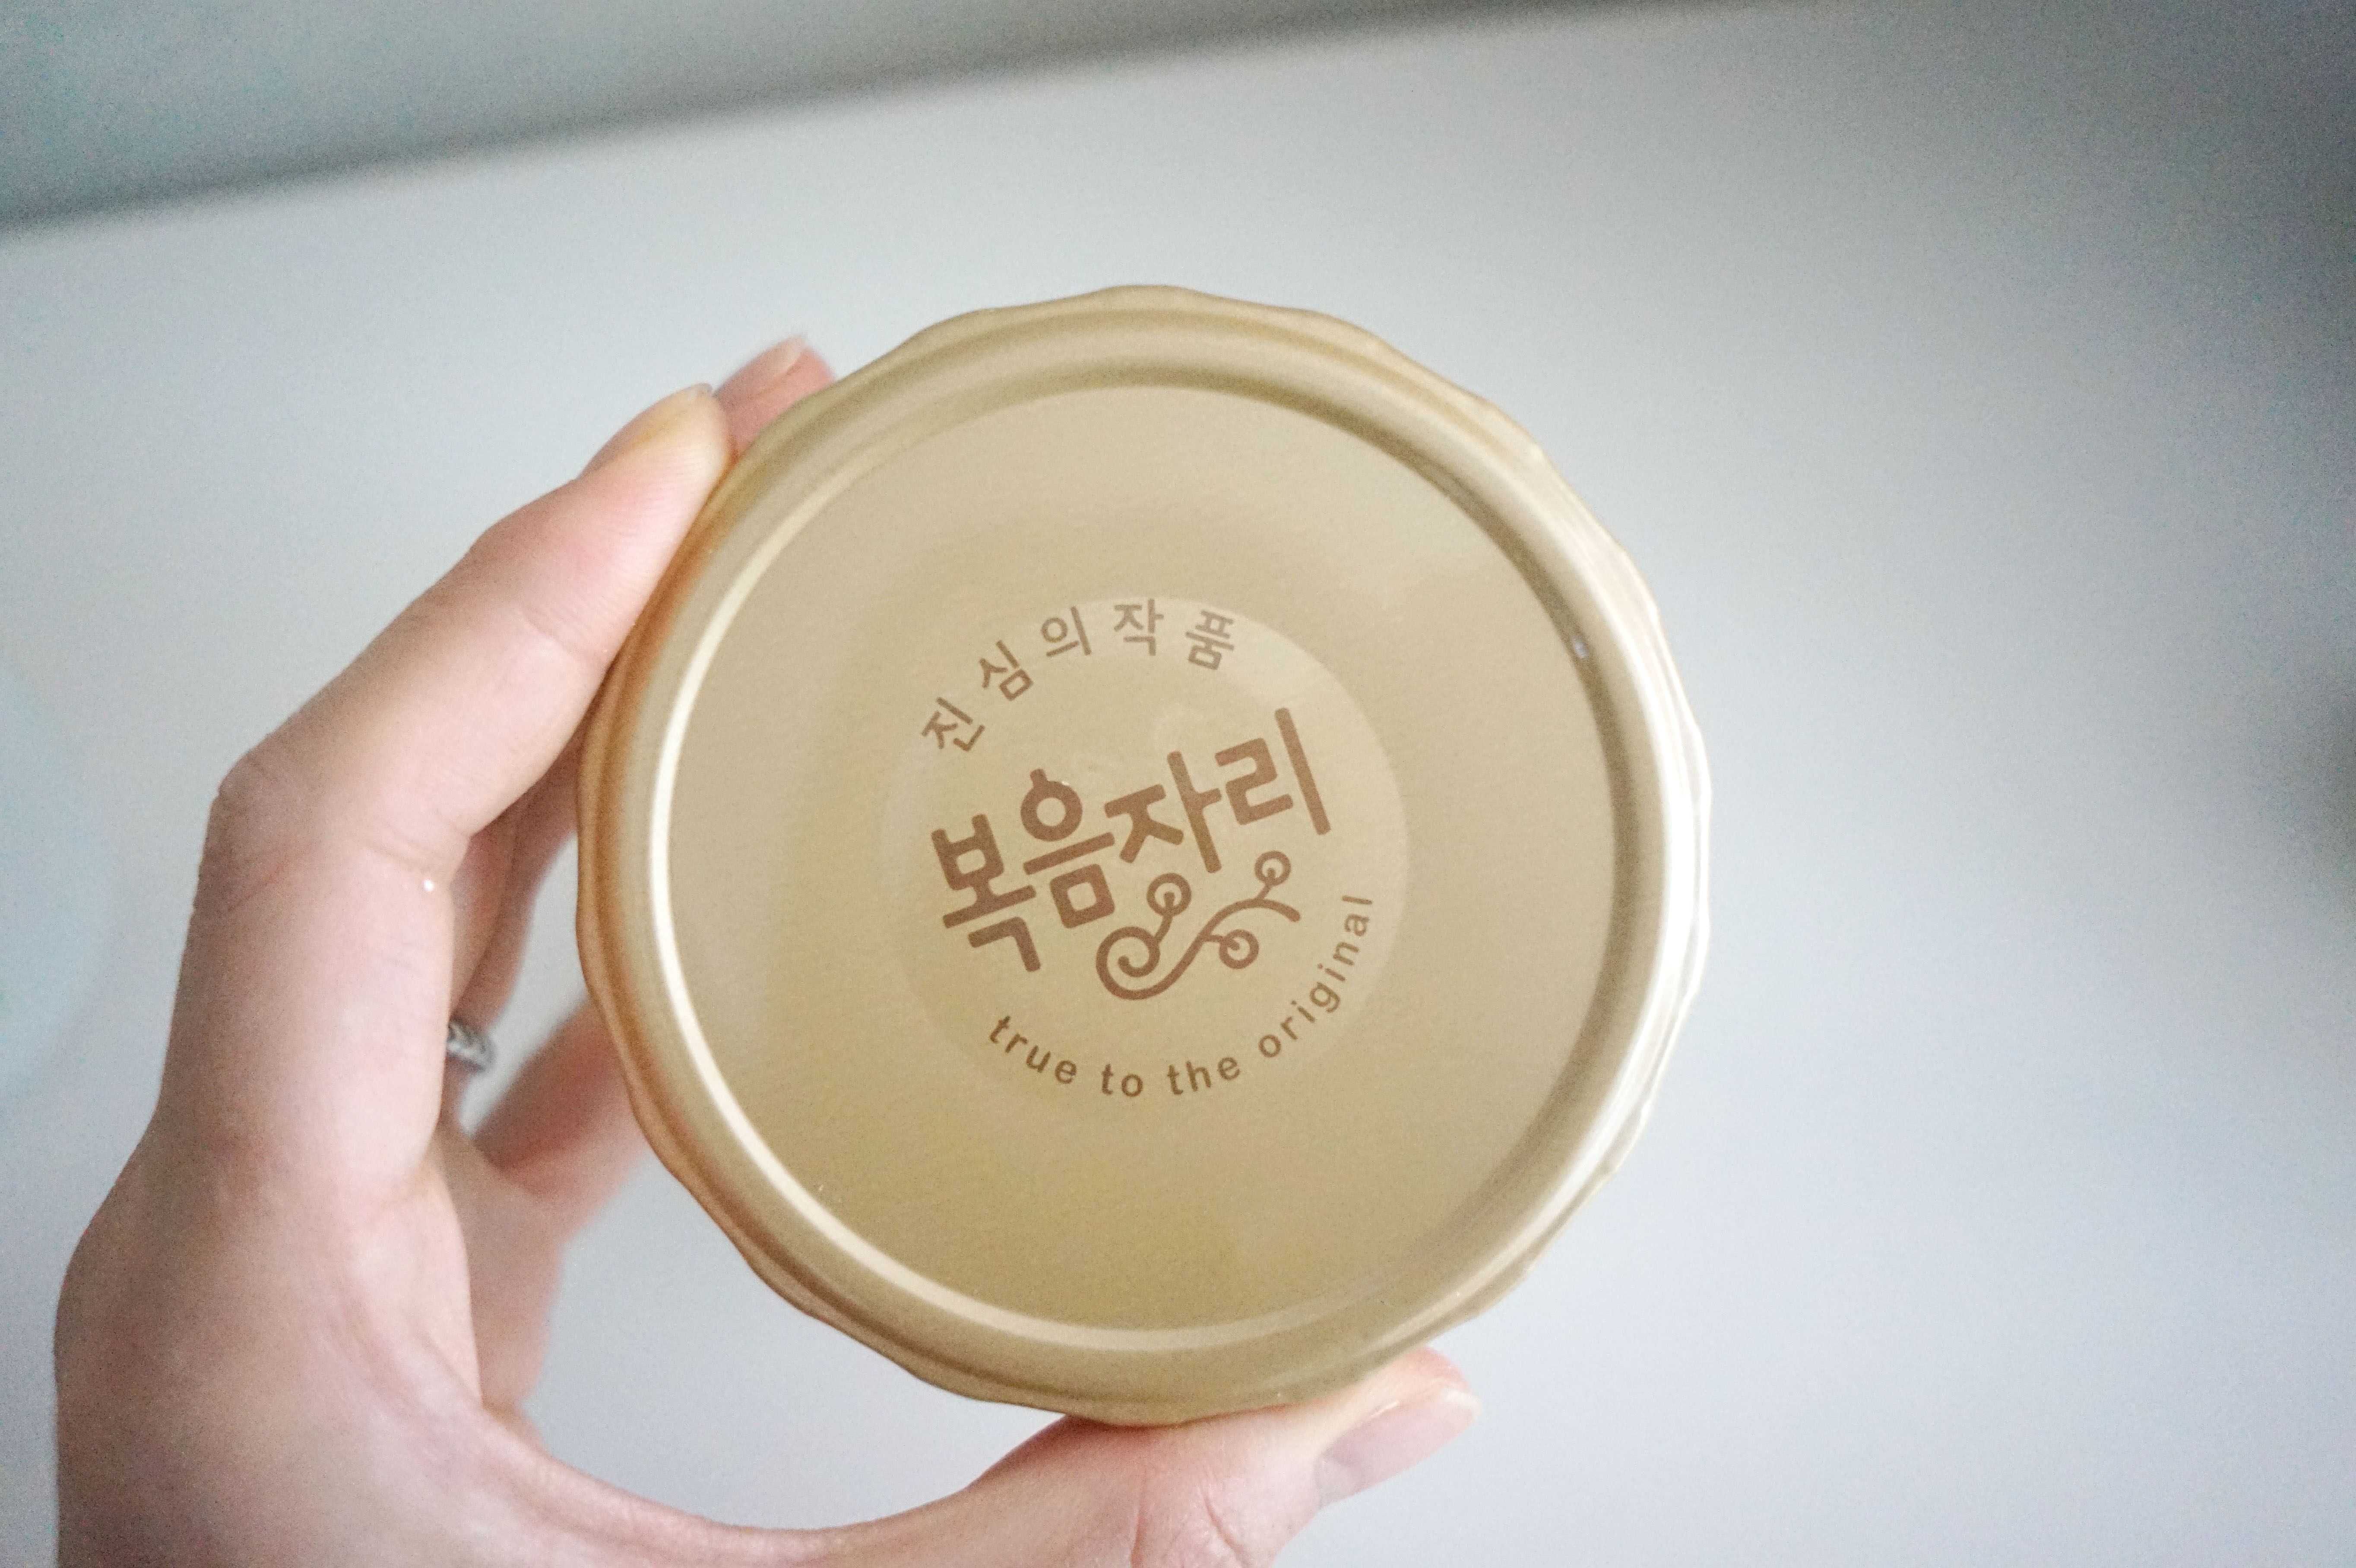 진심의작품
복음자리
true to the original